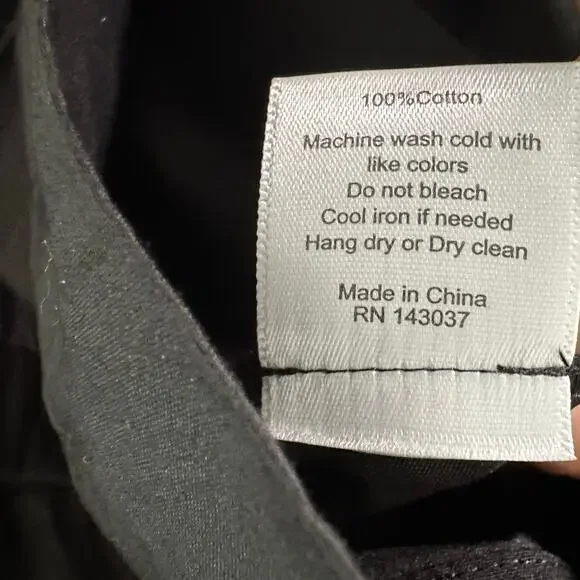 100%Cotton
Machine wash cold with
like colors
Do not bleach
Cool iron if needed
Hang dry or Dry clean
Made in China
RN 143037